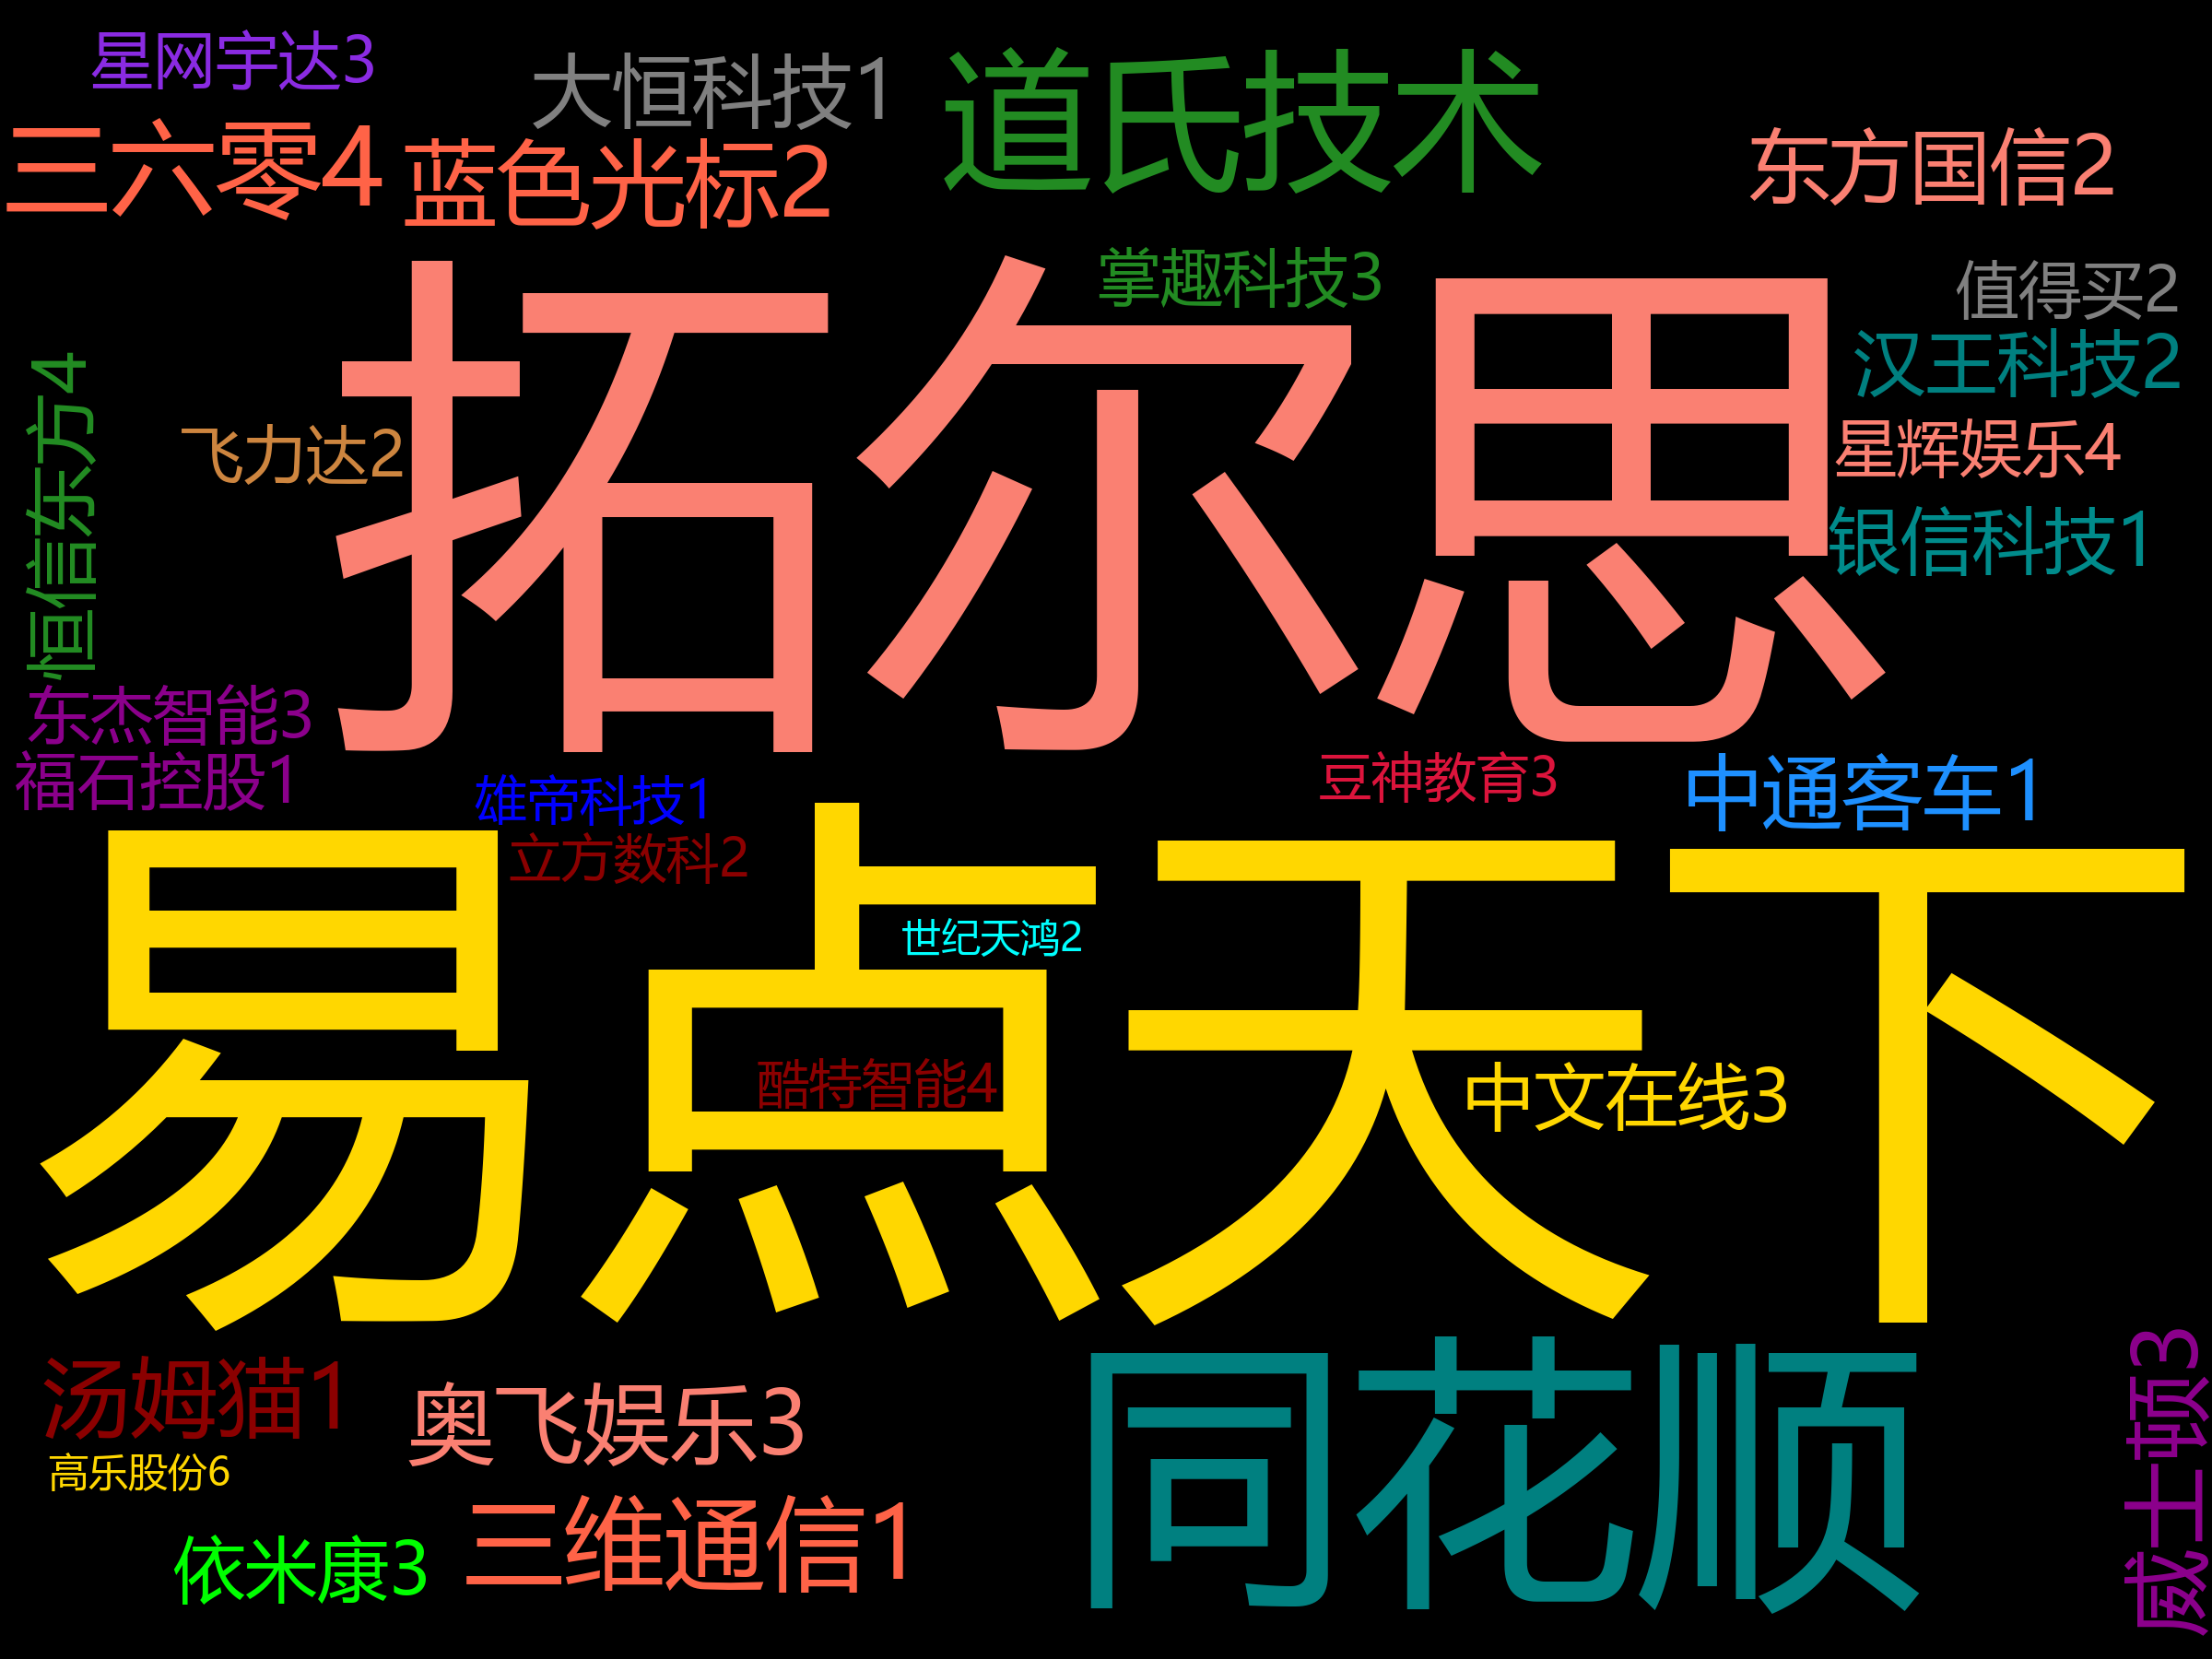 星网宇达3
大恒科技1
道氏技术
三六零4
蓝色光标2
东方国信2
掌趣科技3
值得买2
拓尔思
汉王科技2
恒信东方4
飞力达2
星辉娱乐4
银信科技1
东杰智能3
福石控股1
雄帝科技1
豆神教育3
中通客车1
立方数科2
易点天下
世纪天鸿2
酷特智能4
中文在线3
汤姆猫1
奥飞娱乐3
同花顺
威士顿3
高乐股份6
三维通信1
依米康3